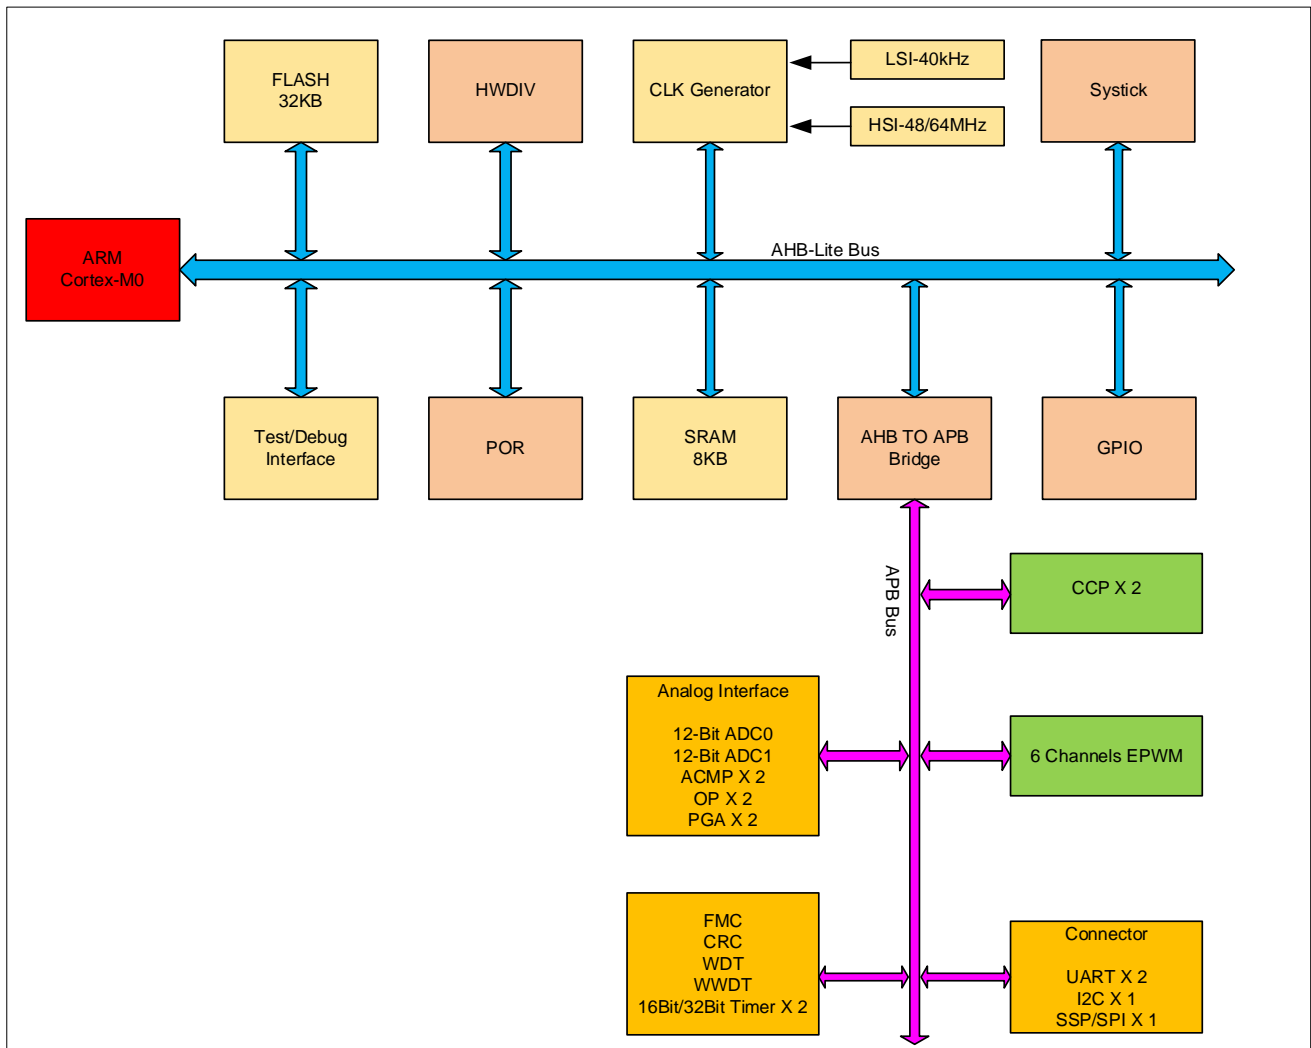 FLASH
32KB
HWDIV
CLK Generator
LSI-40kHz
HSI-48/64MHz
Systick
ARM
Cortex-M0
AHB-Lite Bus
Test/Debug
Interface
POR
SRAM
8KB
AHB TO APB
Bridge
GPIO
APB Bus
CCP X 2
Analog Interface
12-Bit ADC0
12-Bit ADC1
ACMP X 2
OP X 2
PGA X 2
6 Channels EPWM
FMC
CRC
WDT
WWDT
16Bit/32Bit Timer X 2
Connector
UART X 2
I2C X 1
SSP/SPI X 1